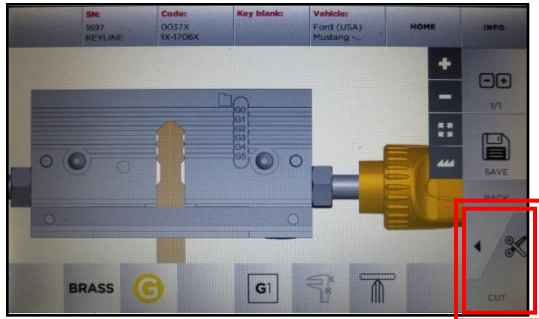 SN: Code: Key blank: Vehicle:
1697 0037X Ford (USA) HOME INFO
KEYLINE 1X-1706X Mustang -...
1/1
G0
G1
G2
G3
G4
G5
SAVE
BACK
BRASS G G1
CUT